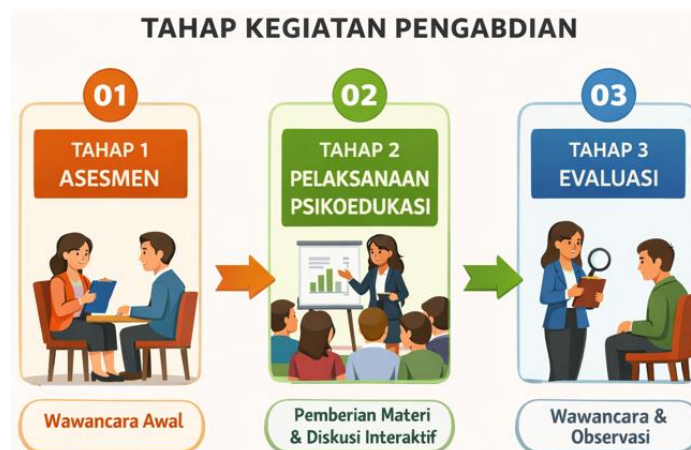 TAHAP KEGIATAN PENGABDIAN
01
TAHAP 1
ASESMEN
Wawancara Awal
02
TAHAP 2
PELAKSANAAN
PSIKOEDUKASI
Pemberian Materi
& Diskusi Interaktif
03
TAHAP 3
EVALUASI
Wawancara &
Observasi